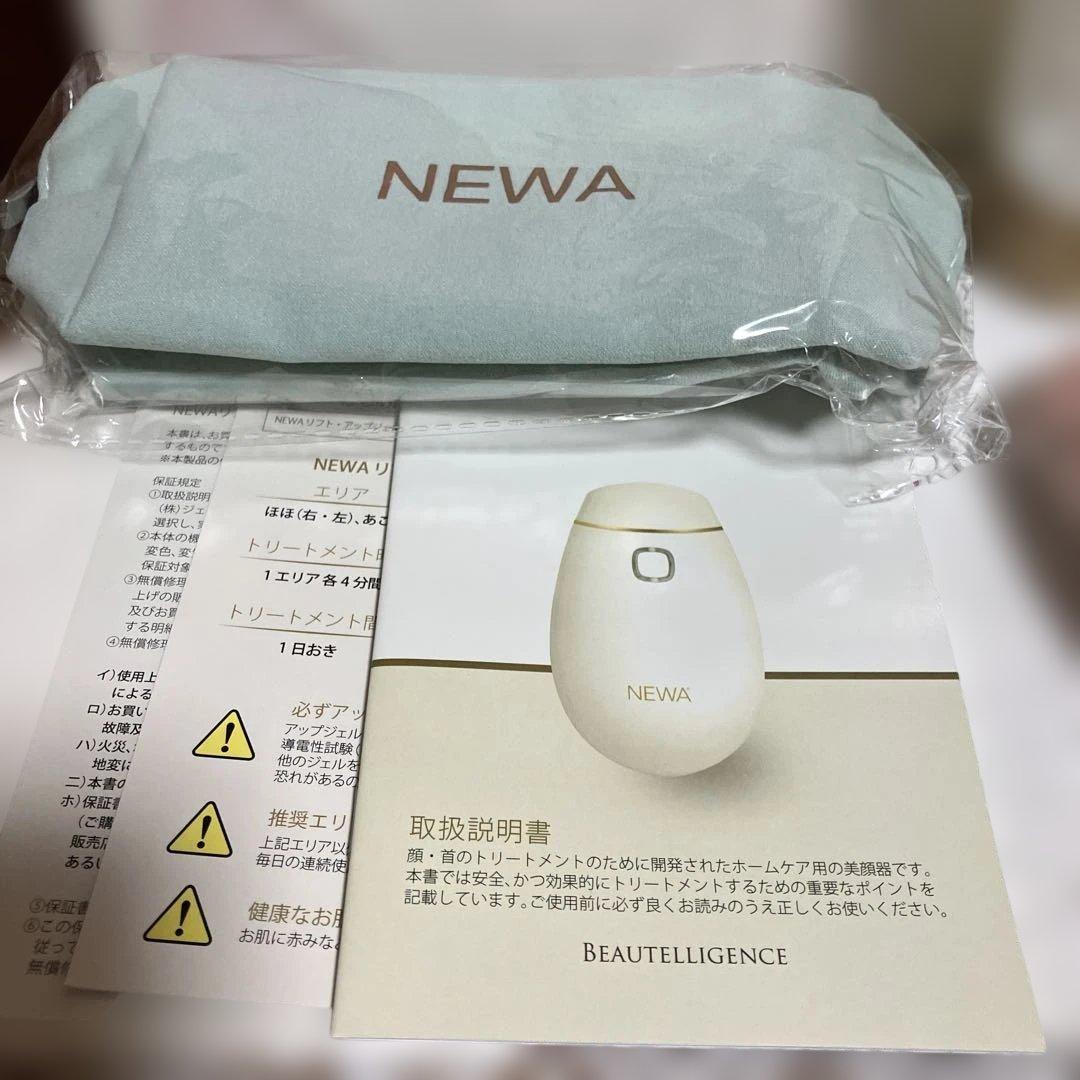 NEWA
NEWAリ
本書は、お買
するもので
※本製品の
保証規定
①取扱説明
(株)ジェ
選択し、
②本体の機
変色、変
保証対象
③無償修理
上げの販
及びお買
する明細
④無償修理
イ)使用上
による
ロ)お買い
故障及
ハ)火災、
地変に
ニ)本書の
ホ)保証書
(ご購
販売店
あるい
⑤保証書
⑥この保
従って
無償修
NEWAリフト・アップジェ
NEWA リ
エリア
ほほ(右・左)、あご
トリートメント時
1エリア各4分間
トリートメント間
1日おき
必ずアッ
アップジェル
導電性試験(
他のジェルを
恐れがあるの
推奨エリ
上記エリア以
毎日の連続使
健康なお肌
お肌に赤みな
NEWA
取扱説明書
顔・首のトリートメントのために開発されたホームケア用の美顔器です。
本書では安全、かつ効果的にトリートメントするための重要なポイントを
記載しています。ご使用前に必ず良くお読みのうえ正しくお使いください。
BEAUTELLIGENCE